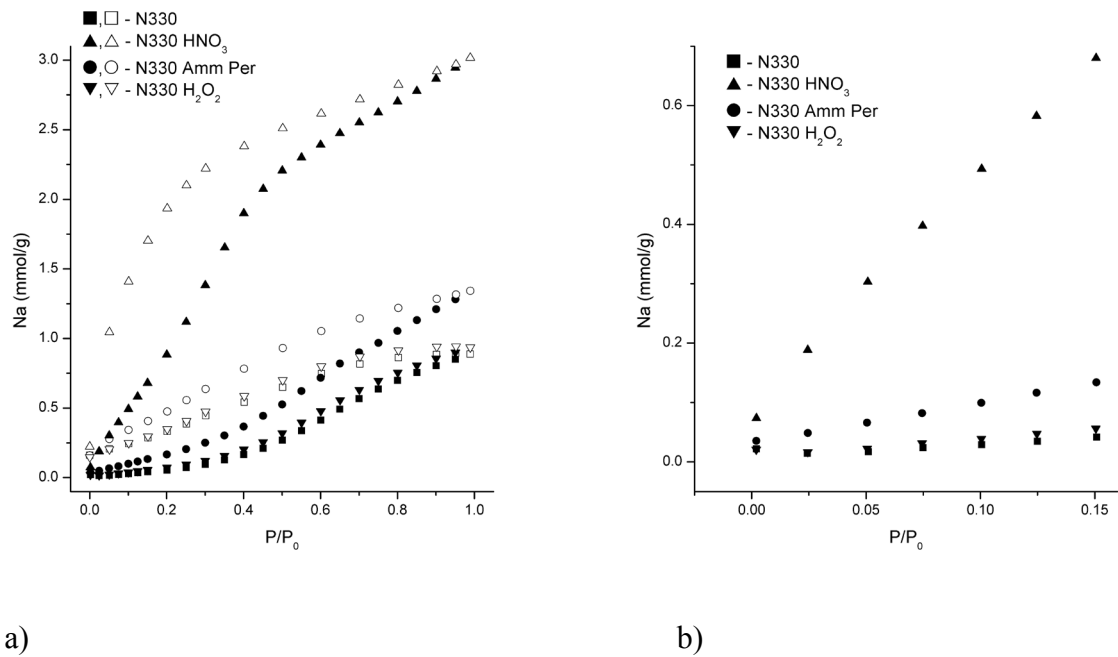 ■,□ - N330
▲,△ - N330 HNO₃
●,○ - N330 Amm Per
▼,▽ - N330 H₂O₂
3.0
2.5
2.0
1.5
1.0
0.5
0.0
Na (mmol/g)
0.0 0.2 0.4 0.6 0.8 1.0
P/P₀
a)
■ - N330
▲ - N330 HNO₃
● - N330 Amm Per
▼ - N330 H₂O₂
0.6
0.4
0.2
0.0
Na (mmol/g)
0.00 0.05 0.10 0.15
P/P₀
b)